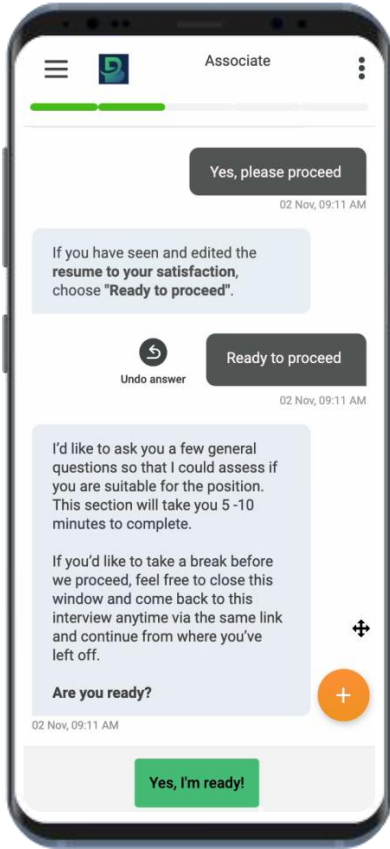 Associate
Yes, please proceed
02 Nov, 09:11 AM
If you have seen and edited the
resume to your satisfaction,
choose "Ready to proceed".
Undo answer
Ready to proceed
02 Nov, 09:11 AM
I'd like to ask you a few general
questions so that I could assess if
you are suitable for the position.
This section will take you 5 -10
minutes to complete.
If you'd like to take a break before
we proceed, feel free to close this
window and come back to this
interview anytime via the same link
and continue from where you've
left off.
Are you ready?
02 Nov, 09:11 AM
Yes, I'm ready!